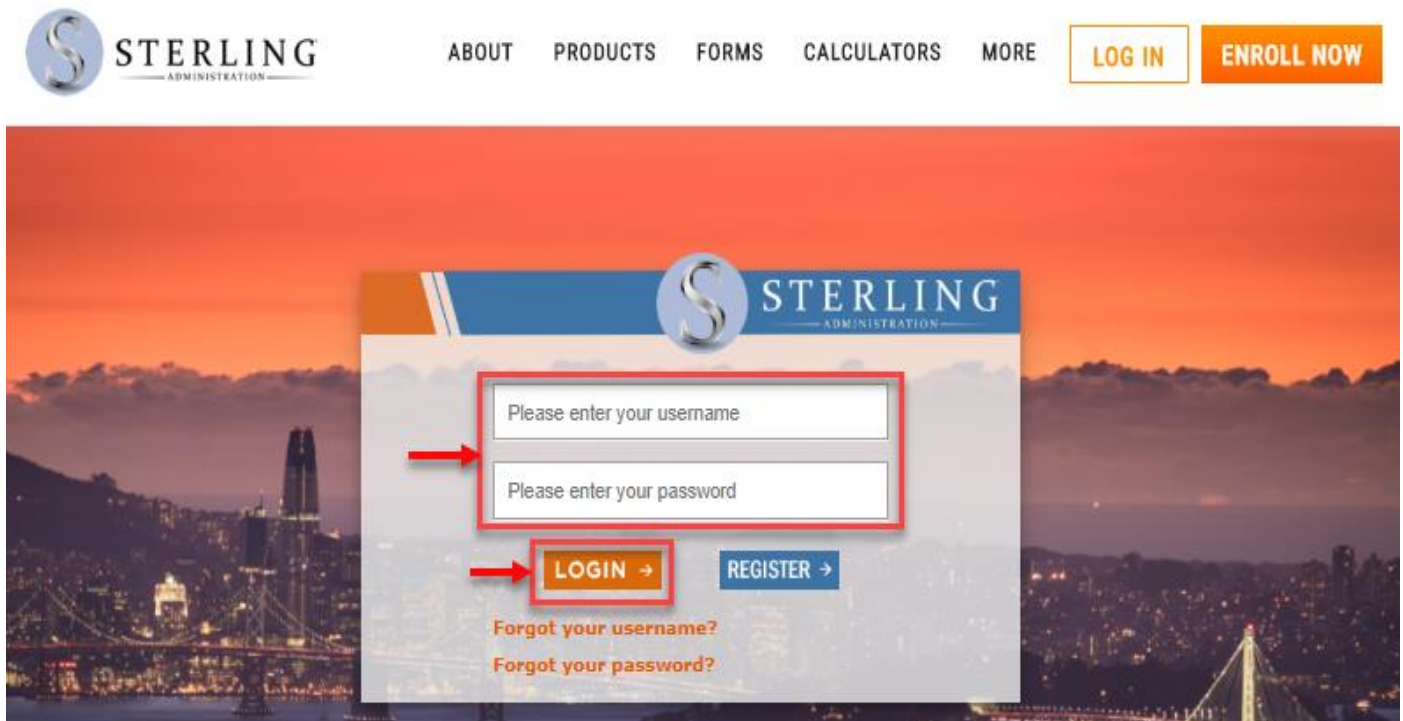 S STERLING
ADMINISTRATION
ABOUT PRODUCTS FORMS CALCULATORS MORE LOG IN ENROLL NOW
S STERLING
ADMINISTRATION
Please enter your username
Please enter your password
LOGIN → REGISTER →
Forgot your username?
Forgot your password?